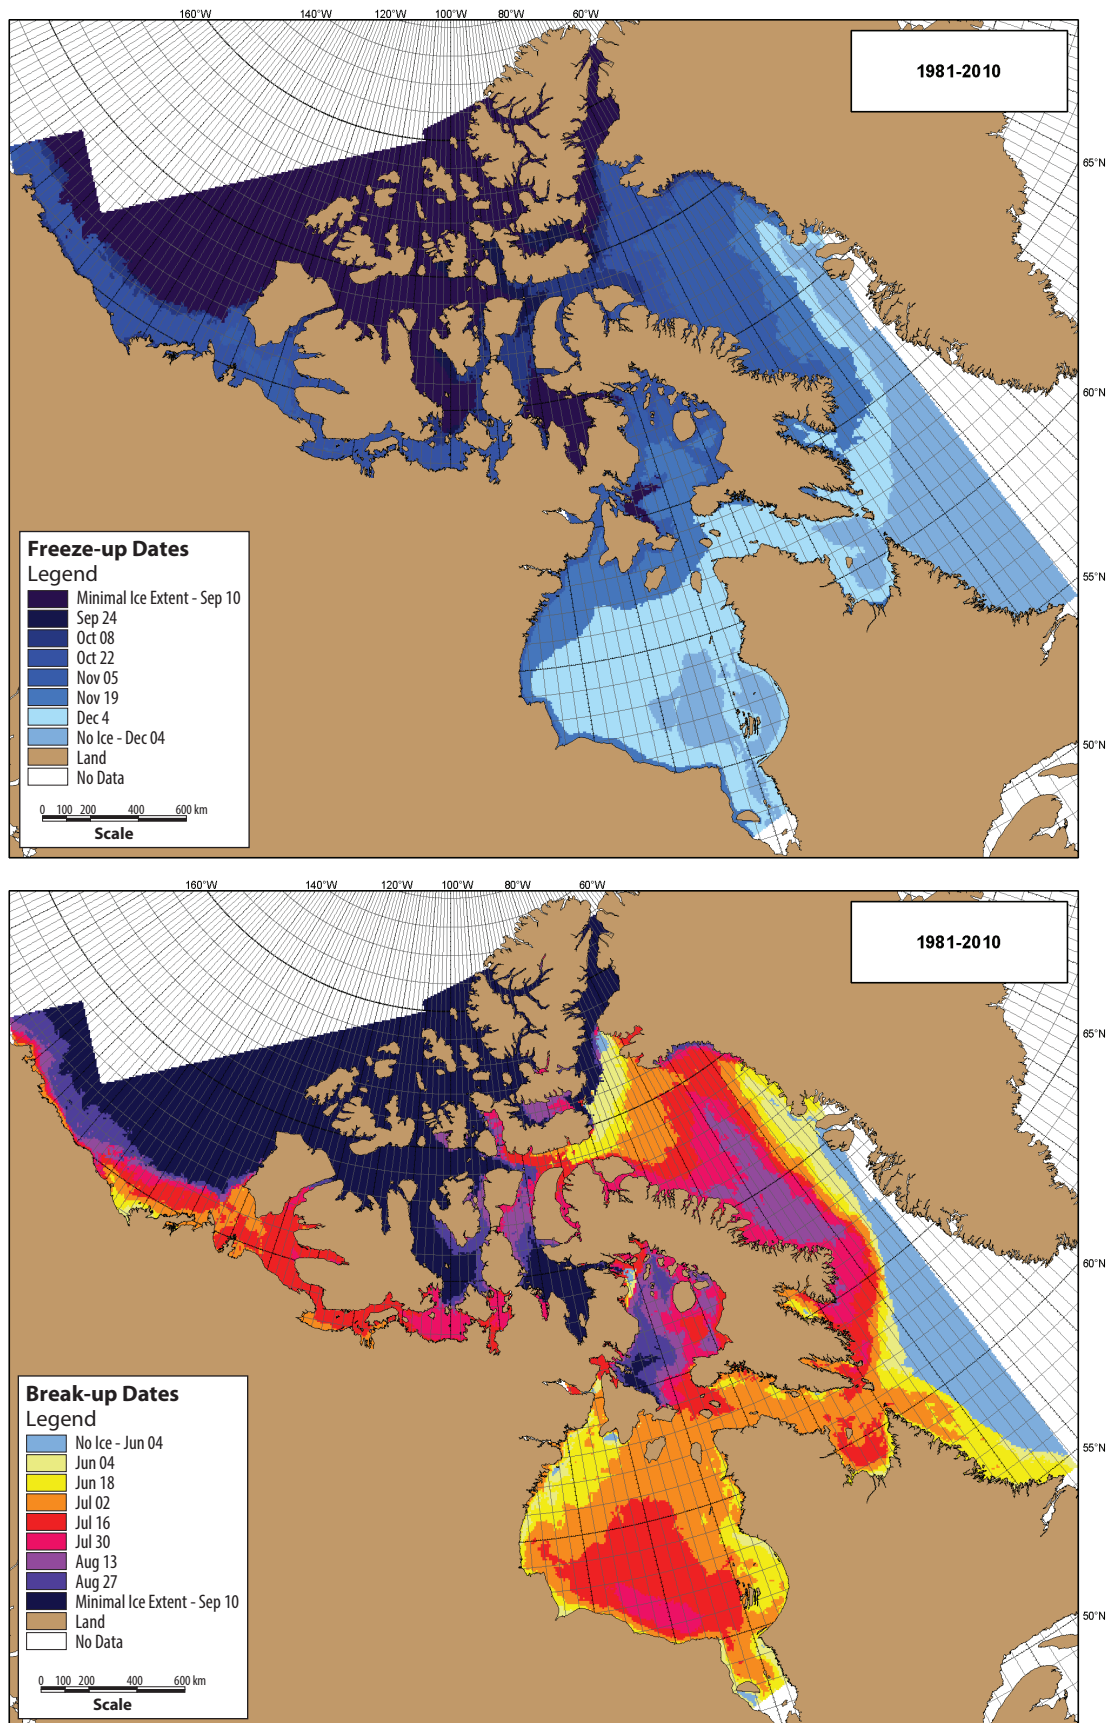 160°W 140°W 120°W 100°W 80°W 60°W
1981-2010
65°N
60°N
55°N
50°N
Freeze-up Dates
Legend
Minimal Ice Extent - Sep 10
Sep 24
Oct 08
Oct 22
Nov 05
Nov 19
Dec 4
No Ice - Dec 04
Land
No Data
0 100 200 400 600 km
Scale
160°W 140°W 120°W 100°W 80°W 60°W
1981-2010
65°N
60°N
55°N
50°N
Break-up Dates
Legend
No Ice - Jun 04
Jun 04
Jun 18
Jul 02
Jul 16
Jul 30
Aug 13
Aug 27
Minimal Ice Extent - Sep 10
Land
No Data
0 100 200 400 600 km
Scale